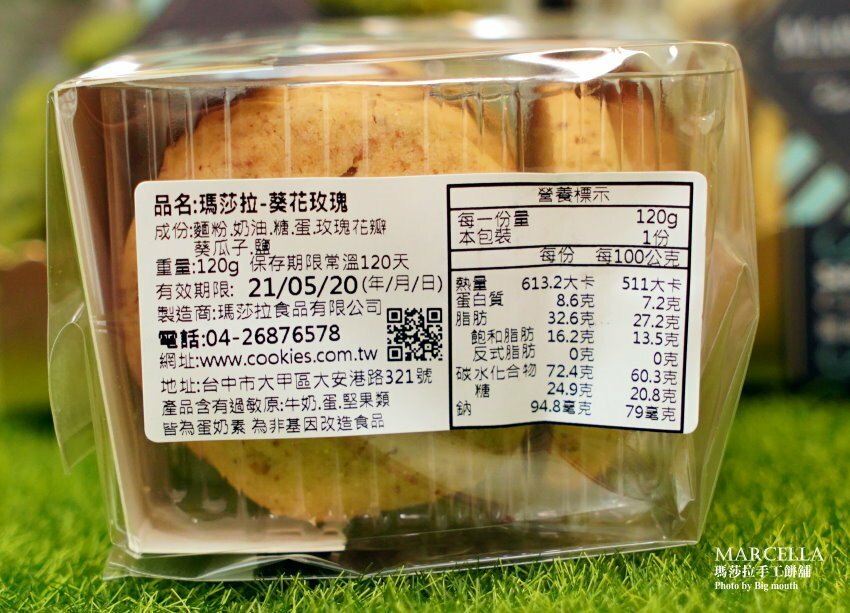 品名:瑪莎拉-葵花玫瑰
成份:麵粉.奶油.糖.蛋.玫瑰花瓣
葵瓜子.鹽
重量:120g 保存期限常溫120天
有效期限: 21/05/20(年/月/日)
製造商:瑪莎拉食品有限公司
電話:04-26876578
網址:www.cookies.com.tw
地址:台中市大甲區大安港路321號
產品含有過敏原:牛奶.蛋.堅果類
皆為蛋奶素 為非基因改造食品
營養標示
每一份量 120g
本包裝 1份
每份 每100公克
熱量 613.2大卡 511大卡
蛋白質 8.6克 7.2克
脂肪 32.6克 27.2克
飽和脂肪 16.2克 13.5克
反式脂肪 0克 0克
碳水化合物 72.4克 60.3克
糖 24.9克 20.8克
鈉 94.8毫克 79毫克
MARCELLA
瑪莎拉手工餅舖
Photo by Big mouth